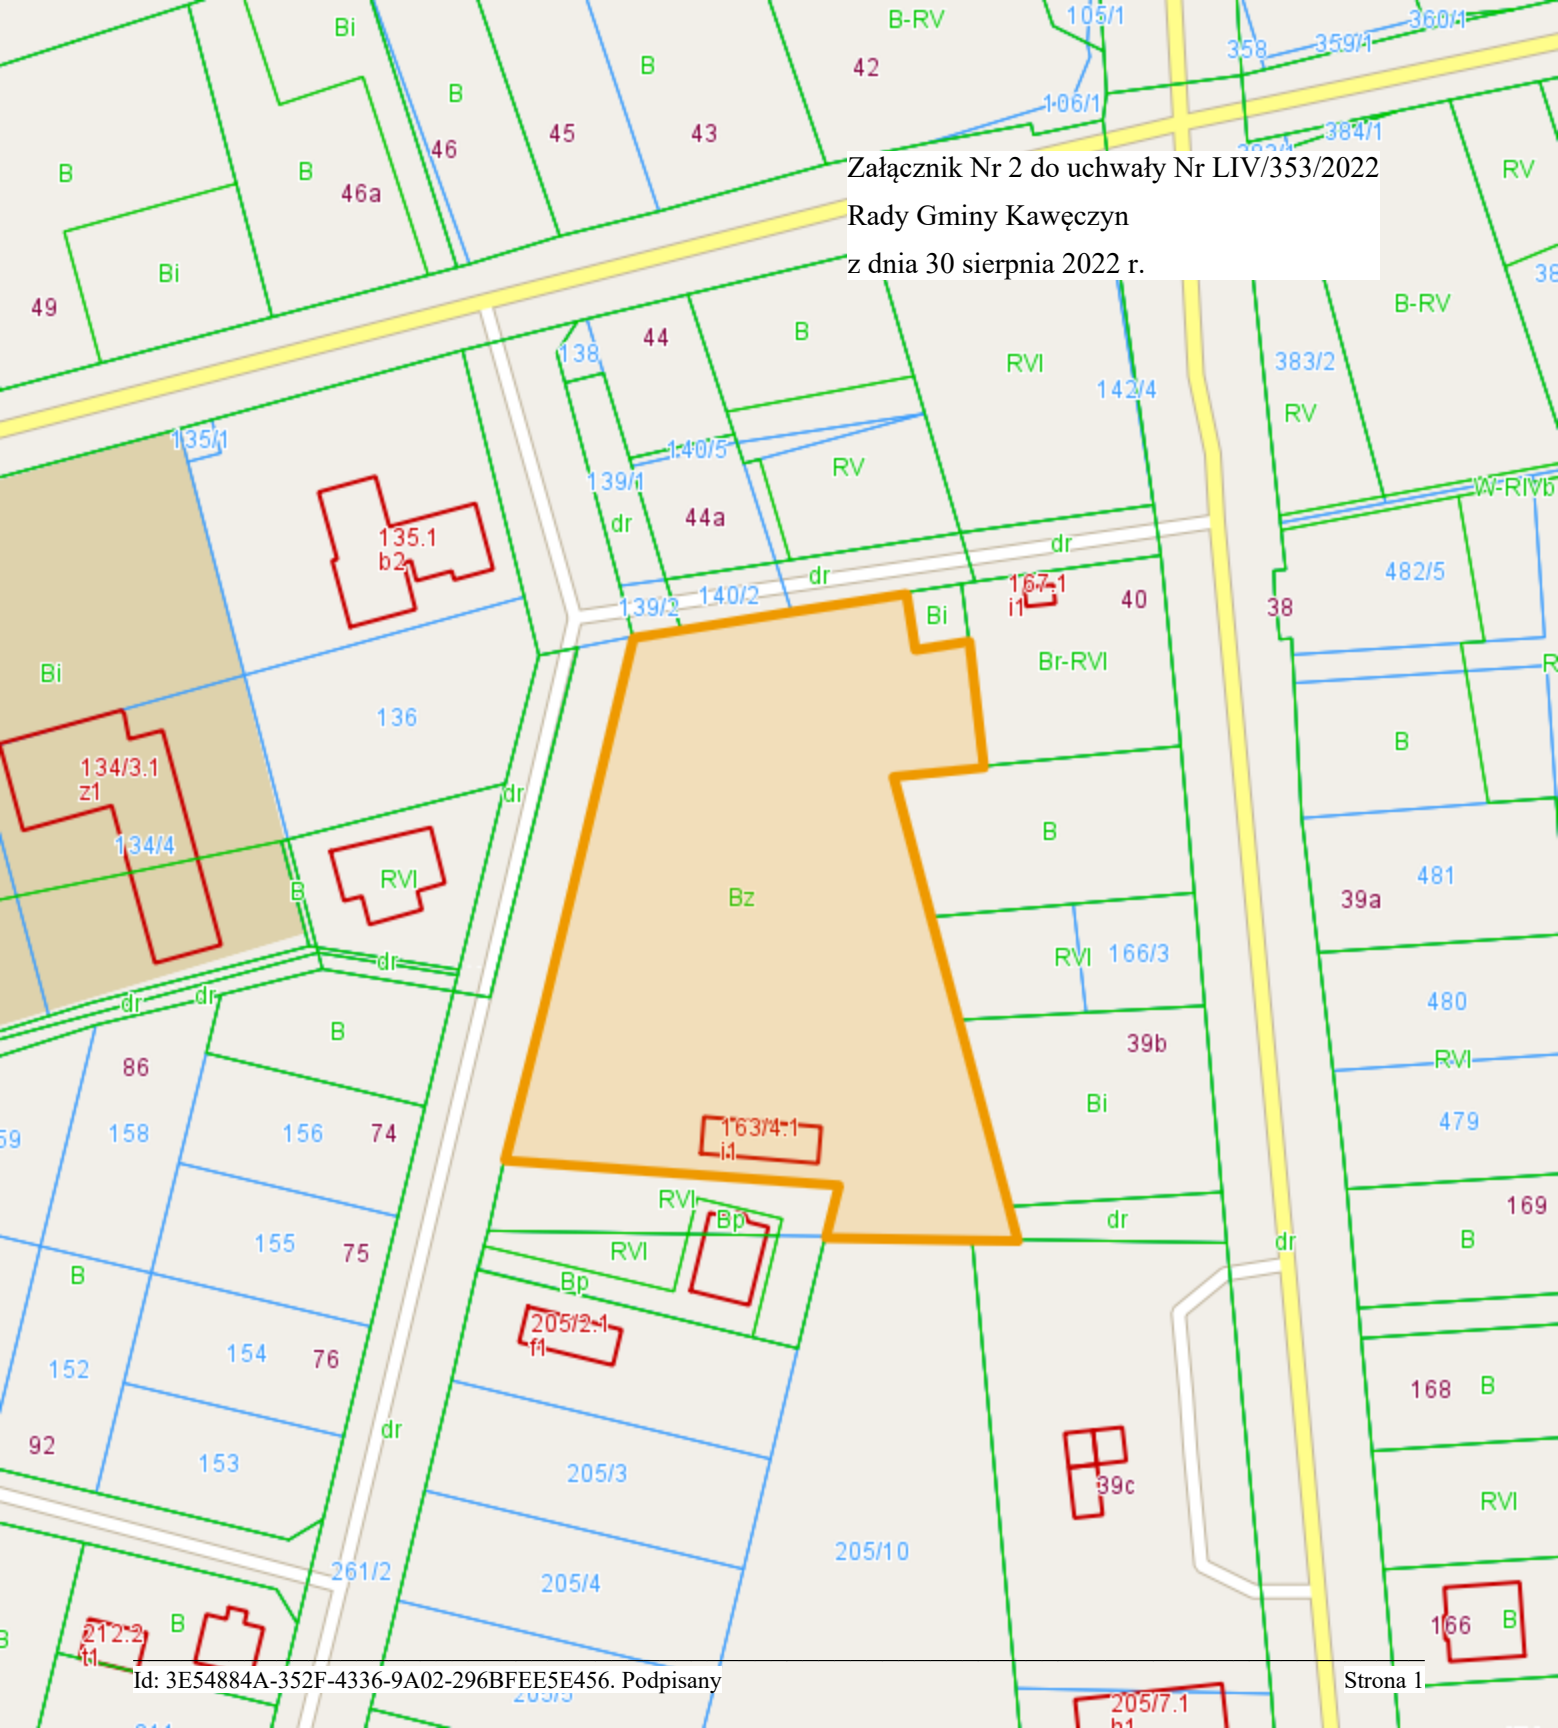 Bi
B-RV
105/1
358
359/1
360/1
B
B
42
106/1
46
45
43
384/1
B
B
46a
Załącznik Nr 2 do uchwały Nr LIV/353/2022
RV
Rady Gminy Kawęczyn
z dnia 30 sierpnia 2022 r.
Bi
49
B-RV
138
44
B
RVI
142/4
383/2
RV
135/1
140/5
RV
139/1
W-RIVb
44a
dr
135.1
b2
dr
dr
482/5
139/2
140/2
Bi
167.1
i1
40
38
Bi
Br-RVI
136
B
134/3.1
z1
dr
B
134/4
RVI
B
Bz
481
39a
dr
RVI
166/3
dr
dr
480
B
39b
86
RVI
Bi
158
156
74
163/4.1
i1
479
RVI
Bp
dr
169
155
75
RVI
dr
B
B
Bp
205/2.1
f1
154
76
152
168
B
dr
92
153
205/3
39c
RVI
205/10
261/2
205/4
B
212.2
t1
166
B
Id: 3E54884A-352F-4336-9A02-296BFEE5E456. Podpisany
Strona 1
205/7.1